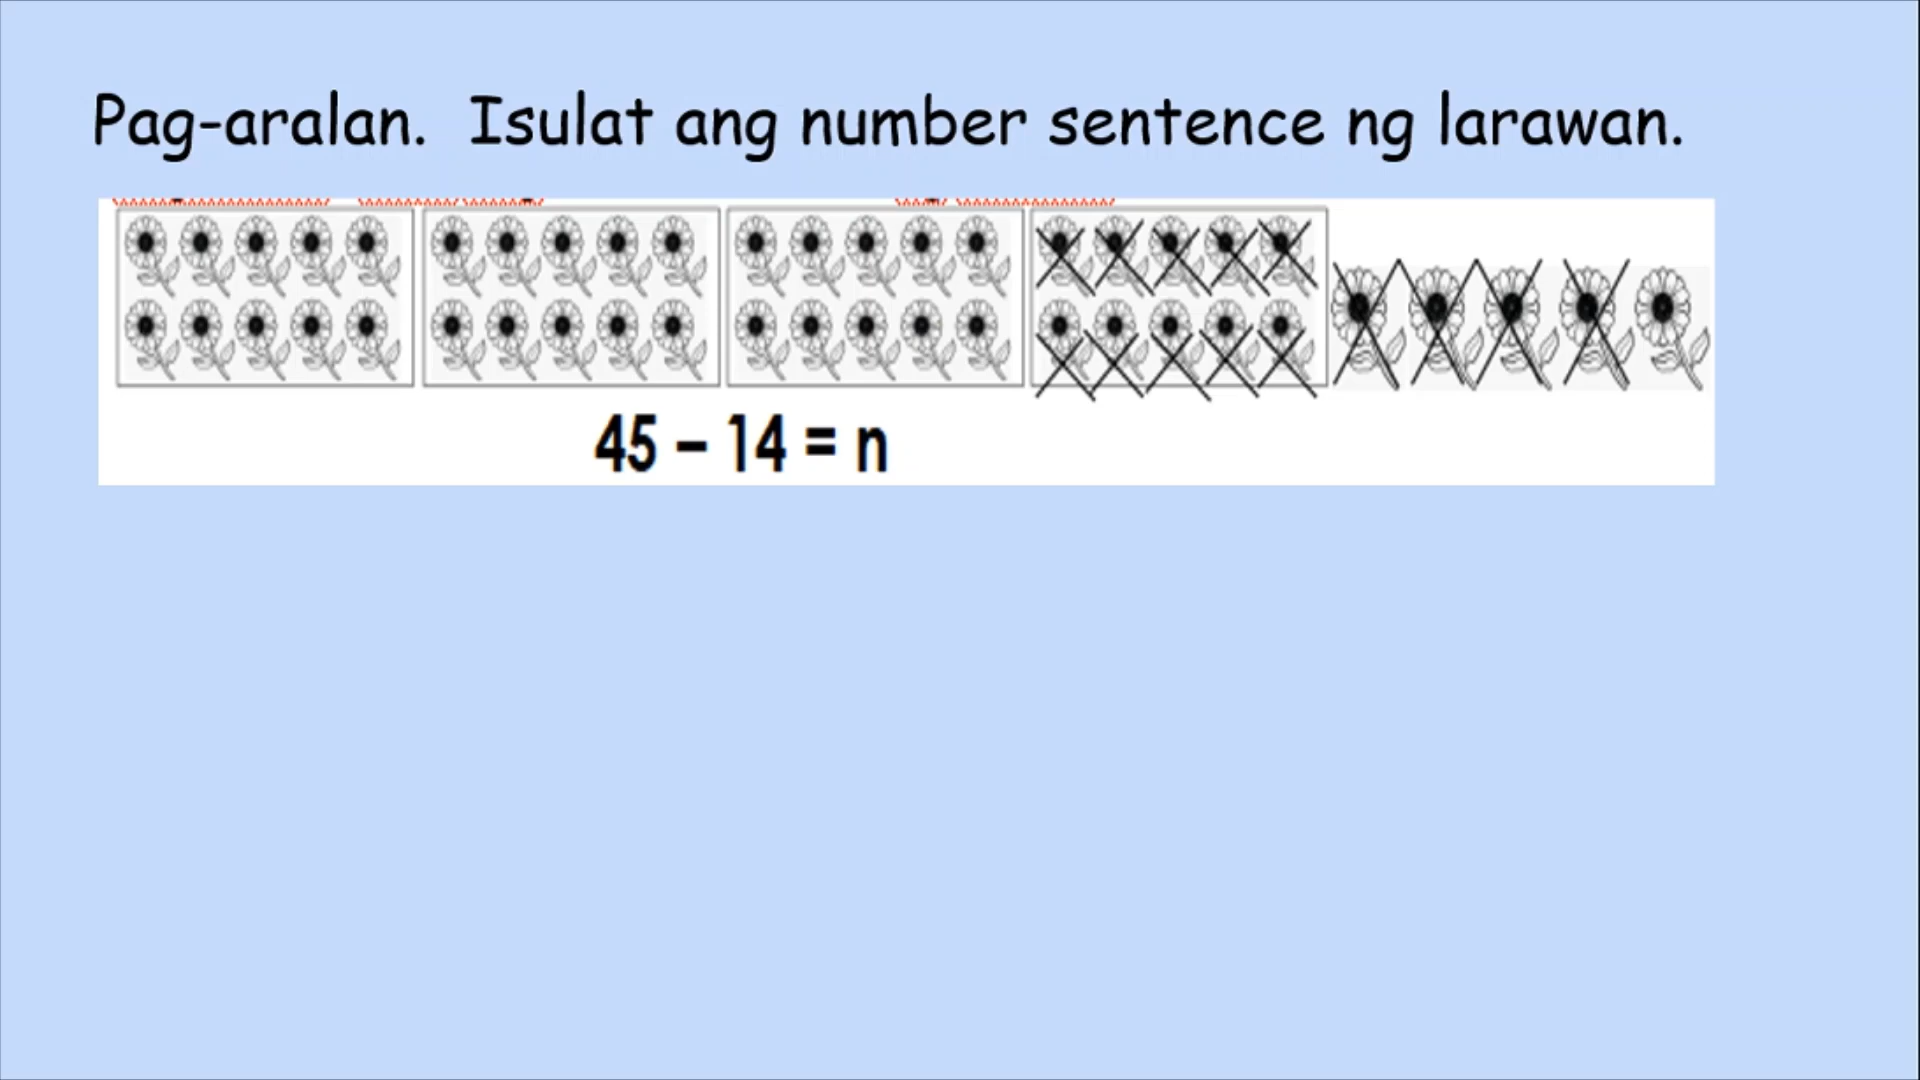 Pag-aralan. Isulat ang number sentence ng larawan.
45 – 14 = n